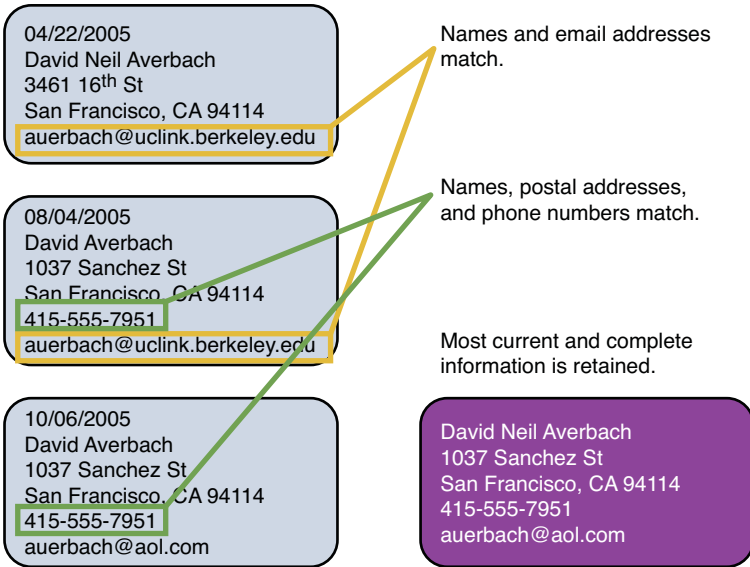 04/22/2005
David Neil Averbach
3461 16th St
San Francisco, CA 94114
auerbach@uclink.berkeley.edu
Names and email addresses
match.
08/04/2005
David Averbach
1037 Sanchez St
San Francisco, CA 94114
415-555-7951
auerbach@uclink.berkeley.edu
Names, postal addresses,
and phone numbers match.
10/06/2005
David Averbach
1037 Sanchez St
San Francisco, CA 94114
415-555-7951
auerbach@aol.com
Most current and complete
information is retained.
David Neil Averbach
1037 Sanchez St
San Francisco, CA 94114
415-555-7951
auerbach@aol.com